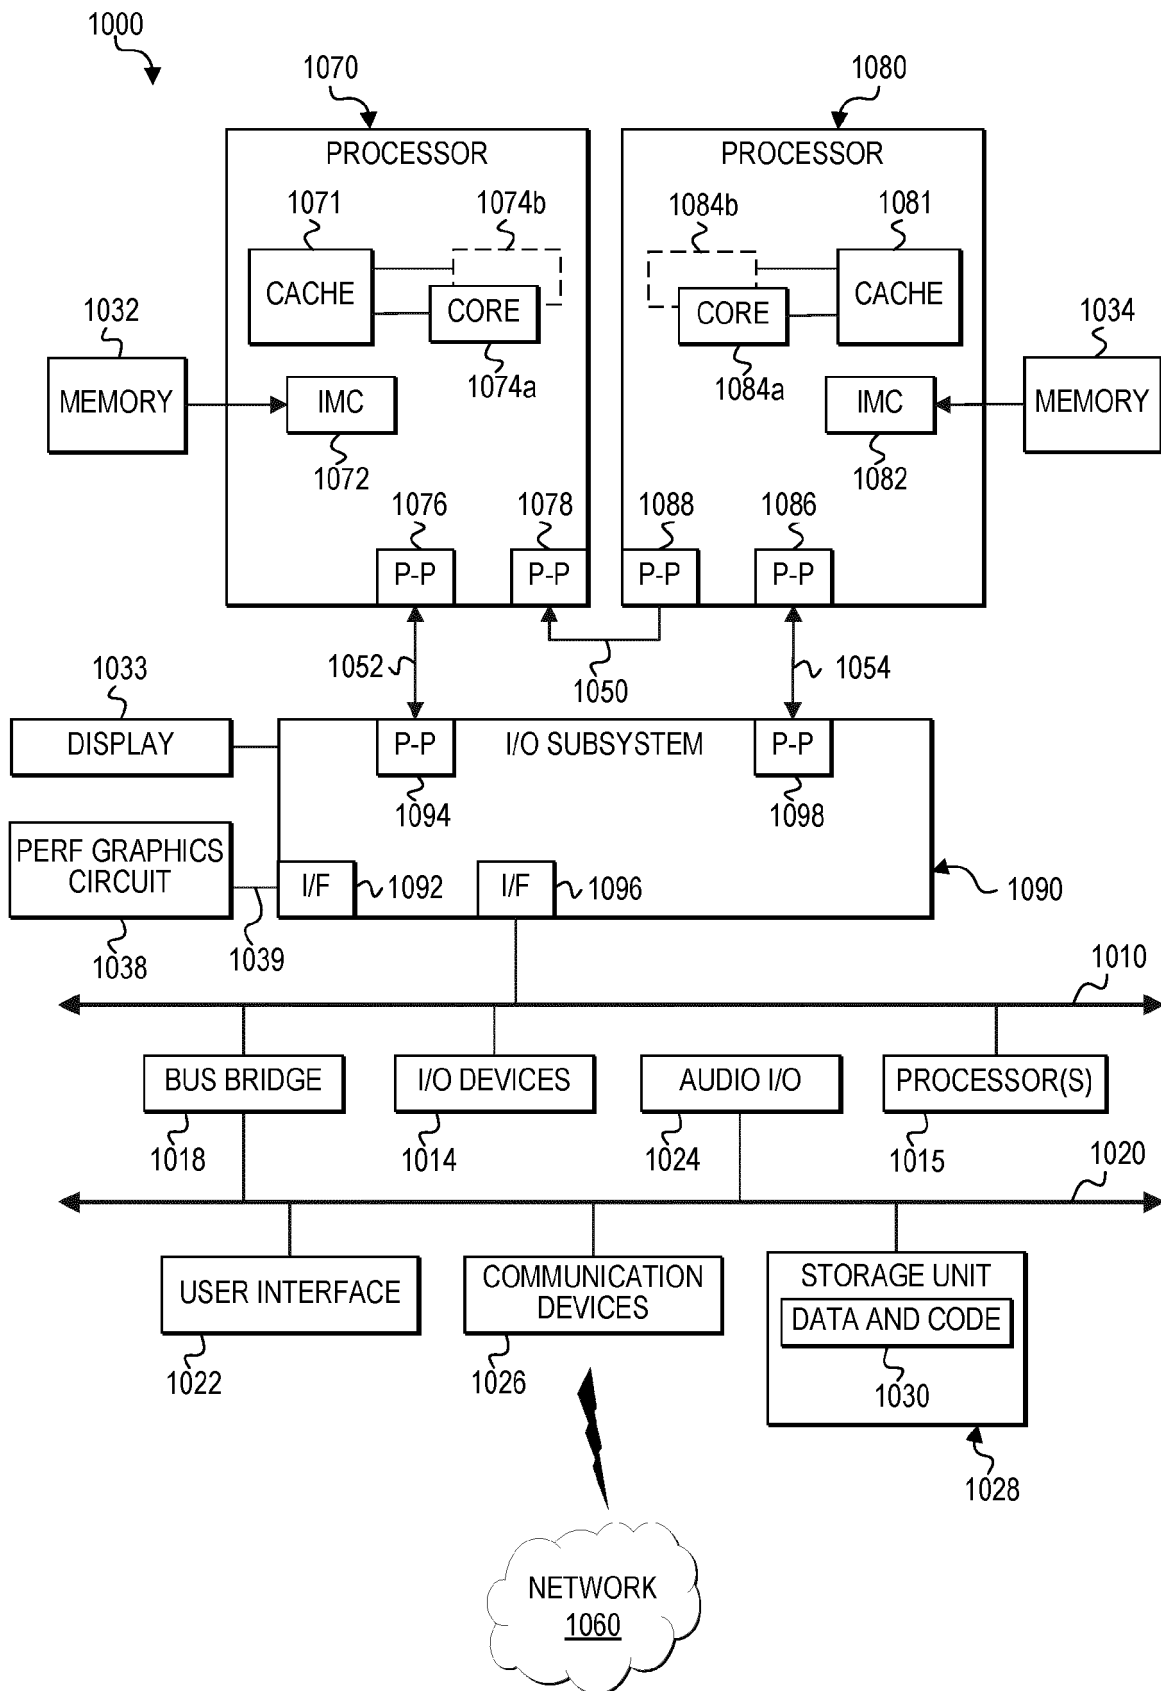 1000
1070
1080
PROCESSOR
PROCESSOR
1071
1074b
1084b
1081
CACHE
CORE
CORE
CACHE
1032
1034
1074a
1084a
MEMORY
IMC
IMC
MEMORY
1072
1082
1076
1078
1088
1086
P-P
P-P
P-P
P-P
1033
1052
1050
1054
DISPLAY
P-P
I/O SUBSYSTEM
P-P
1094
1098
PERF GRAPHICS
CIRCUIT
I/F
1092
I/F
1096
1090
1038
1039
1010
BUS BRIDGE
I/O DEVICES
AUDIO I/O
PROCESSOR(S)
1018
1014
1024
1015
1020
USER INTERFACE
COMMUNICATION
DEVICES
STORAGE UNIT
DATA AND CODE
1022
1026
1030
1028
NETWORK
1060